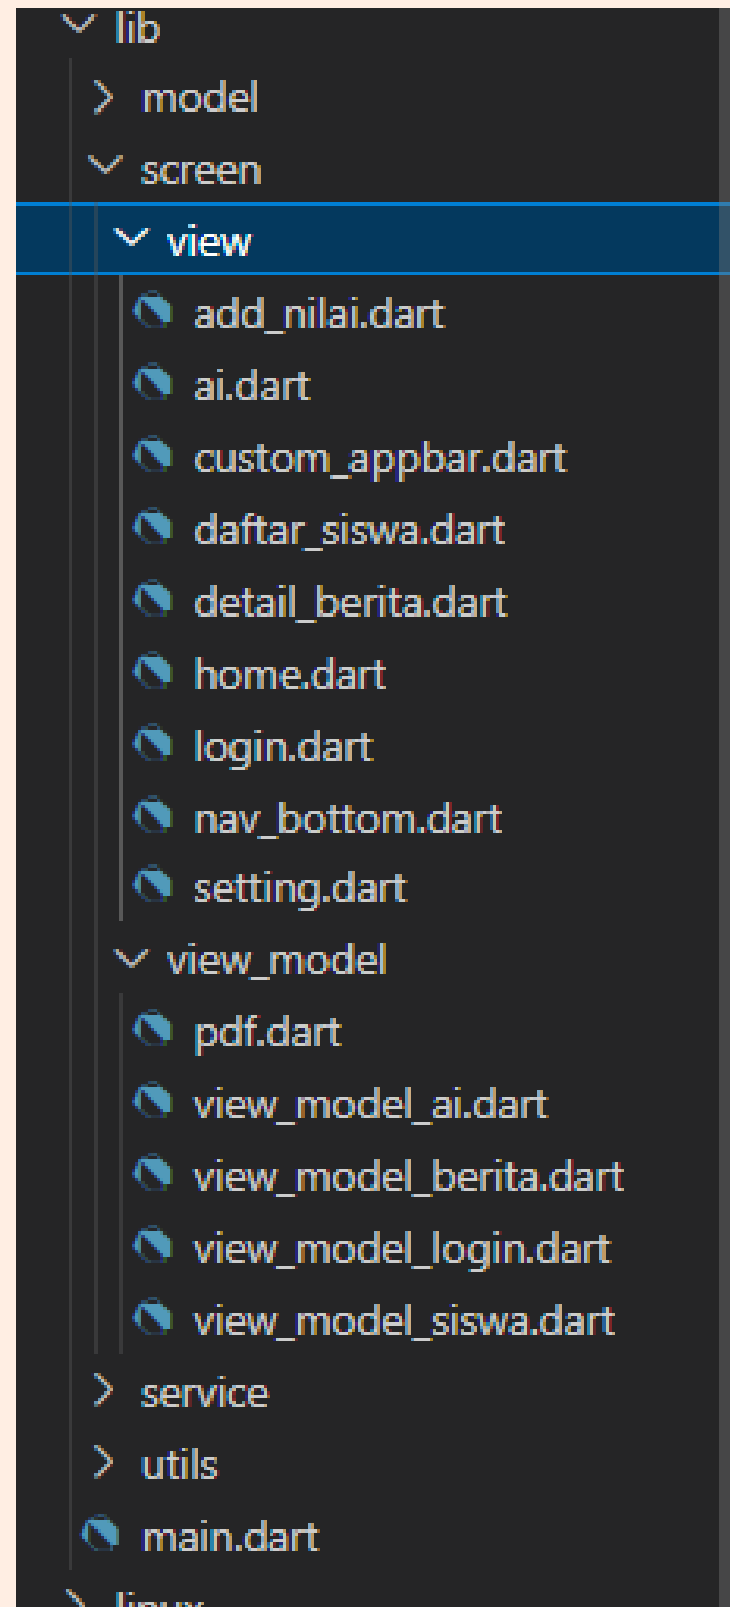 lib
model
screen
view
add_nilai.dart
ai.dart
custom_appbar.dart
daftar_siswa.dart
detail_berita.dart
home.dart
login.dart
nav_bottom.dart
setting.dart
view_model
pdf.dart
view_model_ai.dart
view_model_berita.dart
view_model_login.dart
view_model_siswa.dart
service
utils
main.dart
linux